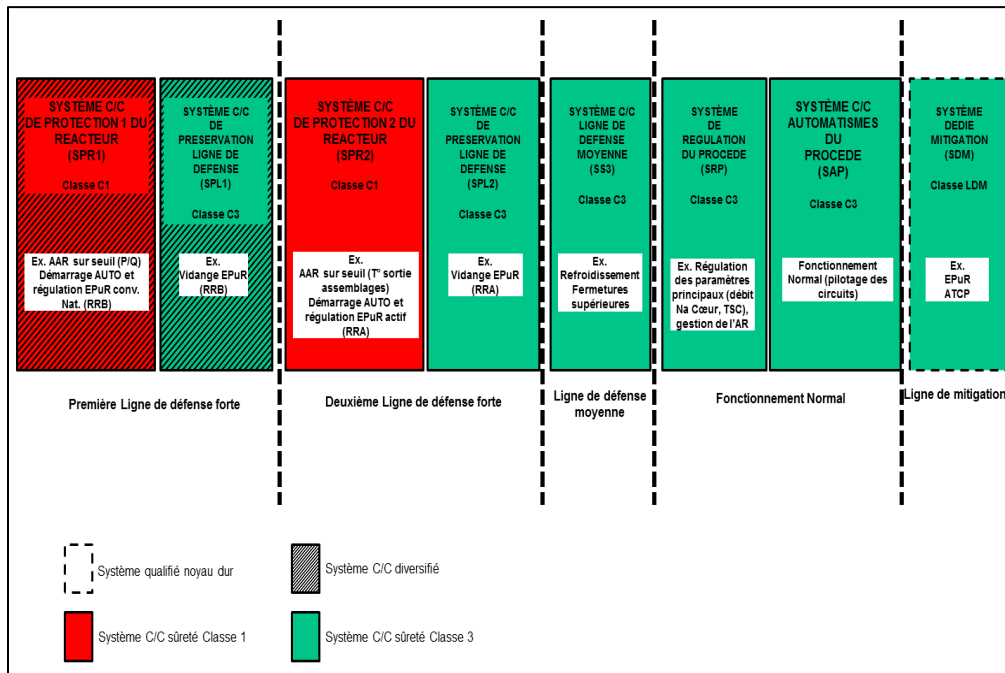 SYSTÈME C/C
DE PROTECTION 1 DU
REACTEUR
(SPR1)
Classe C1
Ex. AAR sur seuil (P/Q)
Démarrage AUTO et
régulation EPuR conv.
Nat. (RRB)
SYSTÈME C/C
DE
PRESERVATION
LIGNE DE
DEFENSE
(SPL1)
Classe C3
Ex.
Vidange EPuR
(RRB)
SYSTÈME C/C
DE PROTECTION 2 DU
REACTEUR
(SPR2)
Classe C1
Ex.
AAR sur seuil (T° sortie
assemblages)
Démarrage AUTO et
régulation EPuR actif
(RRA)
SYSTÈME C/C
DE
PRESERVATION
LIGNE DE
DEFENSE
(SPL2)
Classe C3
Ex.
Vidange EPuR
(RRA)
SYSTÈME C/C
LIGNE DE
DEFENSE
MOYENNE
(SS3)
Classe C3
Ex.
Refroidissement
Fermetures
supérieures
SYSTÈME
DE
REGULATION
DU PROCEDE
(SRP)
Classe C3
Ex. Régulation
des paramètres
principaux (débit
Na Cœur, TSC),
gestion de l'AR
SYSTÈME C/C
AUTOMATISMES
DU
PROCEDE
(SAP)
Classe C3
Fonctionnement
Normal (pilotage des
circuits)
SYSTÈME
DEDIE
MITIGATION
(SDM)
Classe LDM
Ex.
EPuR
ATCP
Première Ligne de défense forte
Deuxième Ligne de défense forte
Ligne de défense
moyenne
Fonctionnement Normal
Ligne de mitigation
Système qualifié noyau dur
Système C/C diversifié
Système C/C sûreté Classe 1
Système C/C sûreté Classe 3